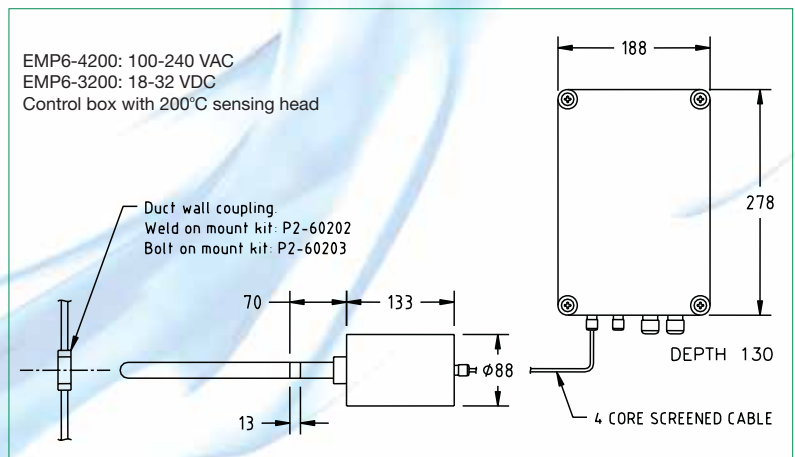 EMP6-4200: 100-240 VAC
EMP6-3200: 18-32 VDC
Control box with 200°C sensing head
188
278
Duct wall coupling.
Weld on mount kit: P2-60202
Bolt on mount kit: P2-60203
70
133
DEPTH 130
ø88
13
4 CORE SCREENED CABLE